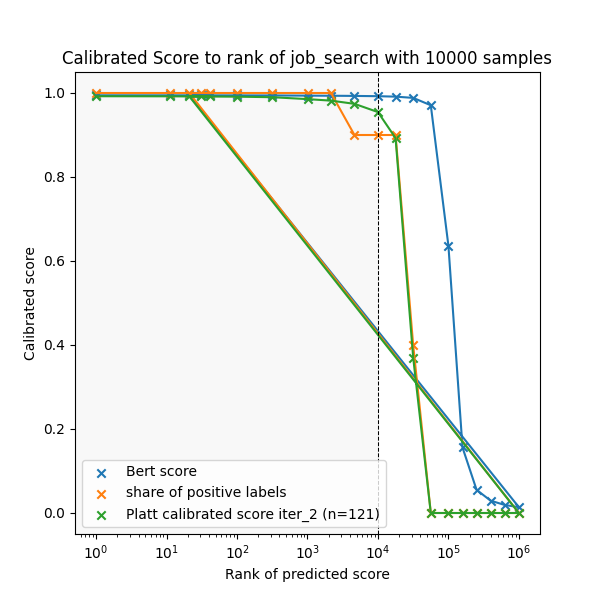 Calibrated Score to rank of job_search with 10000 samples
1.0
0.8
0.6
0.4
0.2
0.0
Calibrated score
Bert score
share of positive labels
Platt calibrated score iter_2 (n=121)
10⁰
10¹
10²
10³
10⁴
10⁵
10⁶
Rank of predicted score